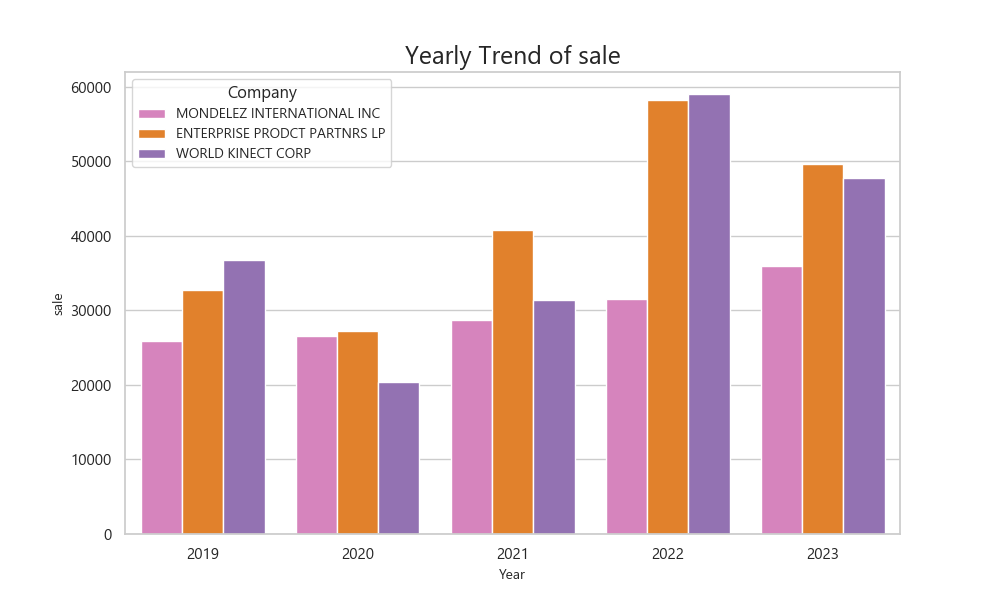 Yearly Trend of sale
60000
50000
40000
30000
20000
10000
0
sale
Company
MONDELEZ INTERNATIONAL INC
ENTERPRISE PRODCT PARTNRS LP
WORLD KINECT CORP
2019 2020 2021 2022 2023
Year